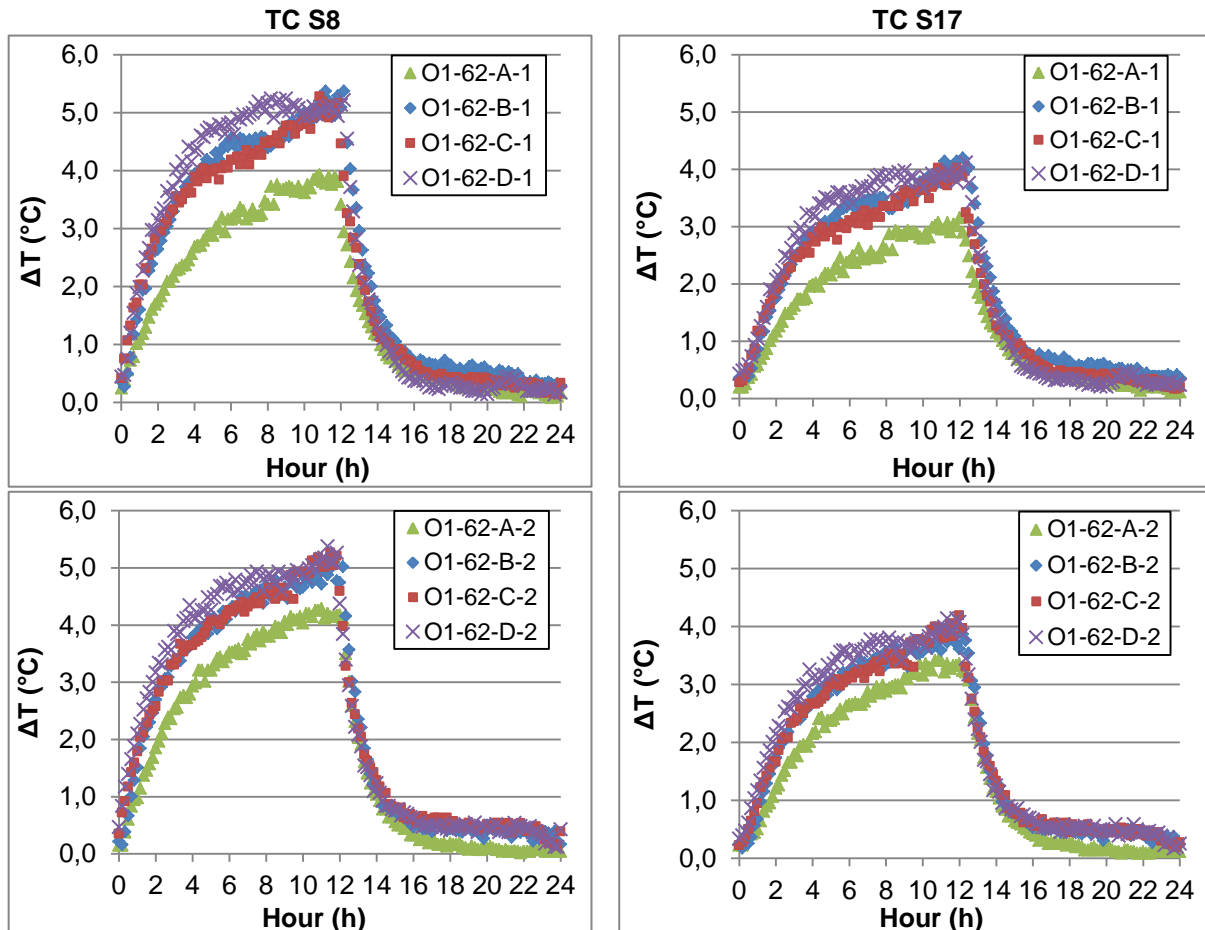 TC S8
6,0
5,0
4,0
3,0
2,0
1,0
0,0
ΔT (°C)
O1-62-A-1
O1-62-B-1
O1-62-C-1
O1-62-D-1
0 2 4 6 8 10 12 14 16 18 20 22 24
Hour (h)
TC S17
6,0
5,0
4,0
3,0
2,0
1,0
0,0
ΔT (°C)
O1-62-A-1
O1-62-B-1
O1-62-C-1
O1-62-D-1
0 2 4 6 8 10 12 14 16 18 20 22 24
Hour (h)
6,0
5,0
4,0
3,0
2,0
1,0
0,0
ΔT (°C)
O1-62-A-2
O1-62-B-2
O1-62-C-2
O1-62-D-2
0 2 4 6 8 10 12 14 16 18 20 22 24
Hour (h)
6,0
5,0
4,0
3,0
2,0
1,0
0,0
ΔT (°C)
O1-62-A-2
O1-62-B-2
O1-62-C-2
O1-62-D-2
0 2 4 6 8 10 12 14 16 18 20 22 24
Hour (h)